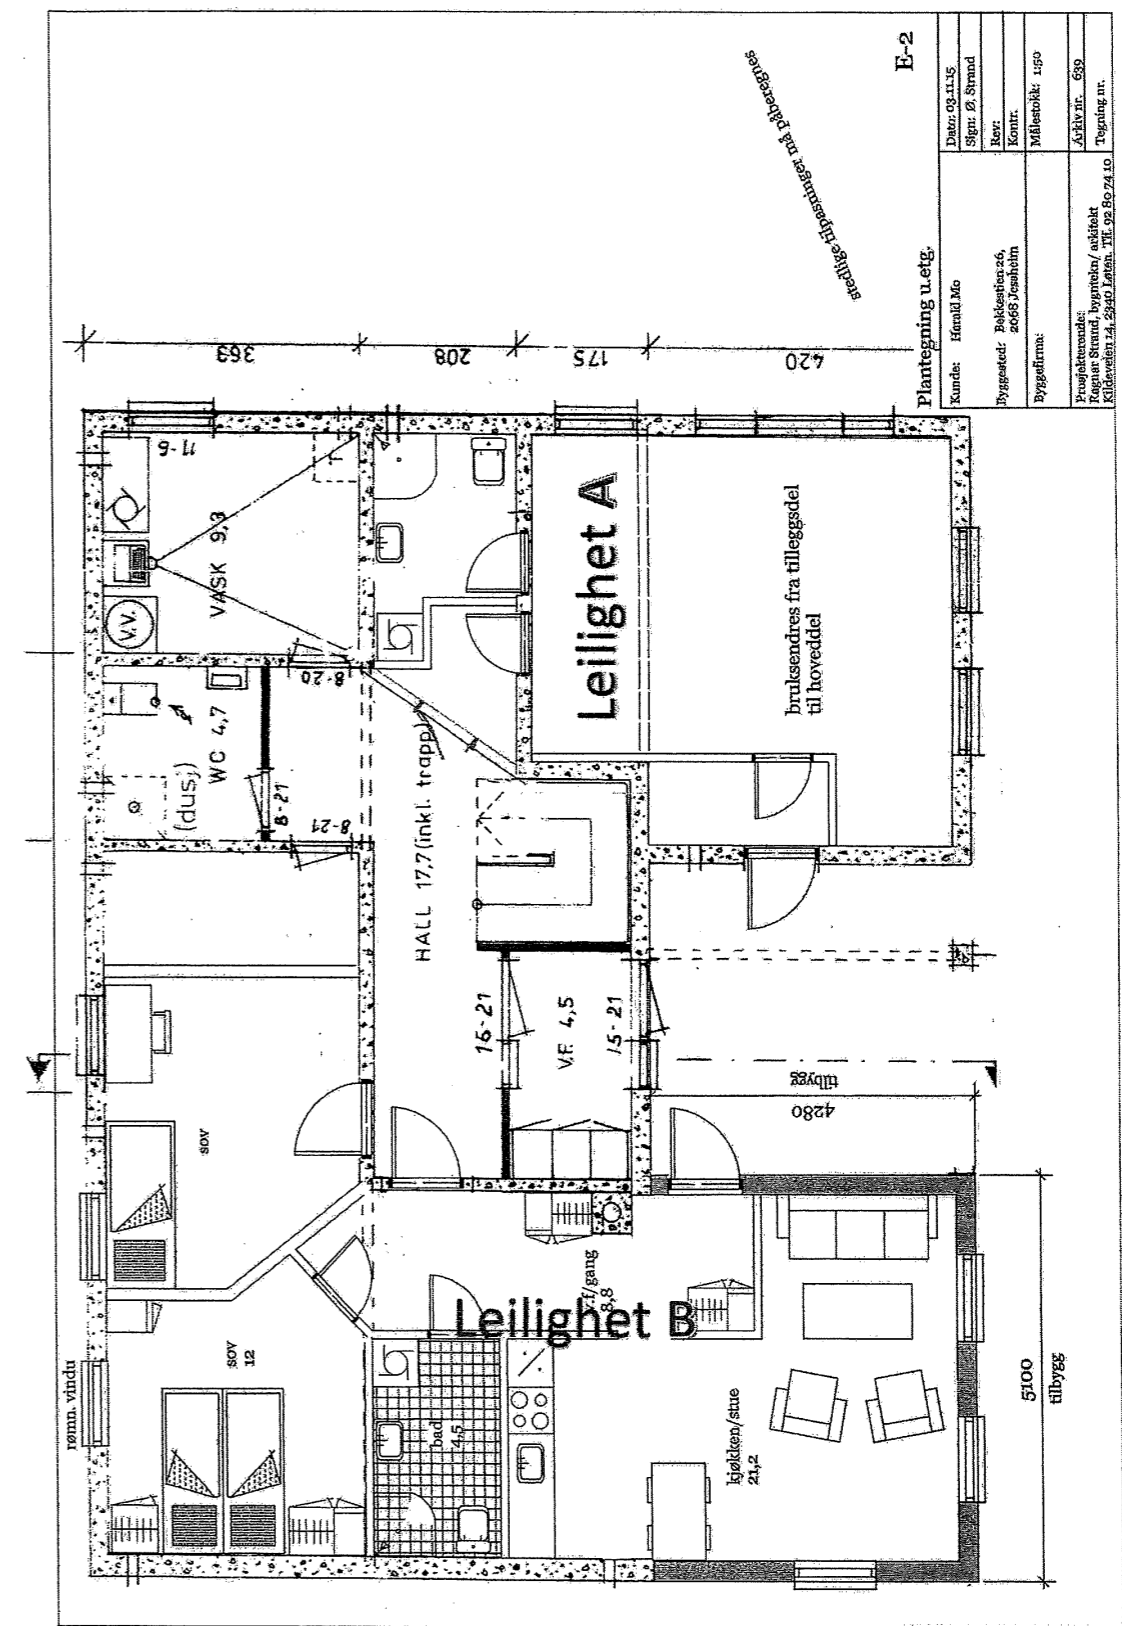 E-2
stedlige tilpasninger må påberegnes
Plantegning u.etg.
Kunde: Harald Mo
Byggested: Bekkestien 26,
2068 Jessheim
Byggefirma:
Prosjekterende:
Ragnar Strand, bygntekn/ arkitekt
Kildeveien 14, 2340 Løten. Tlf. 92 80 74 10
Dato: 03.11.15
Sign: Ø. Strand
Rev:
Kontr.
Målestokk: 1:50
Arkiv nr. 639
Tegning nr.
369
208
175
420
11-6
VASK 9,3
V.V.
8-20
WC 4,7
(dusj)
8-21
8-21
HALL 17,7 (inkl. trapp)
Leilighet A
bruksendres fra tilleggsdel
til hoveddel
16-21
V.F. 4,5
15-21
tilbygg
4280
sov
v.f/gang
8,8
Leilighet B
sov
12
rømn. vindu
bad
4,5
kjøkken/stue
21,2
5100
tilbygg